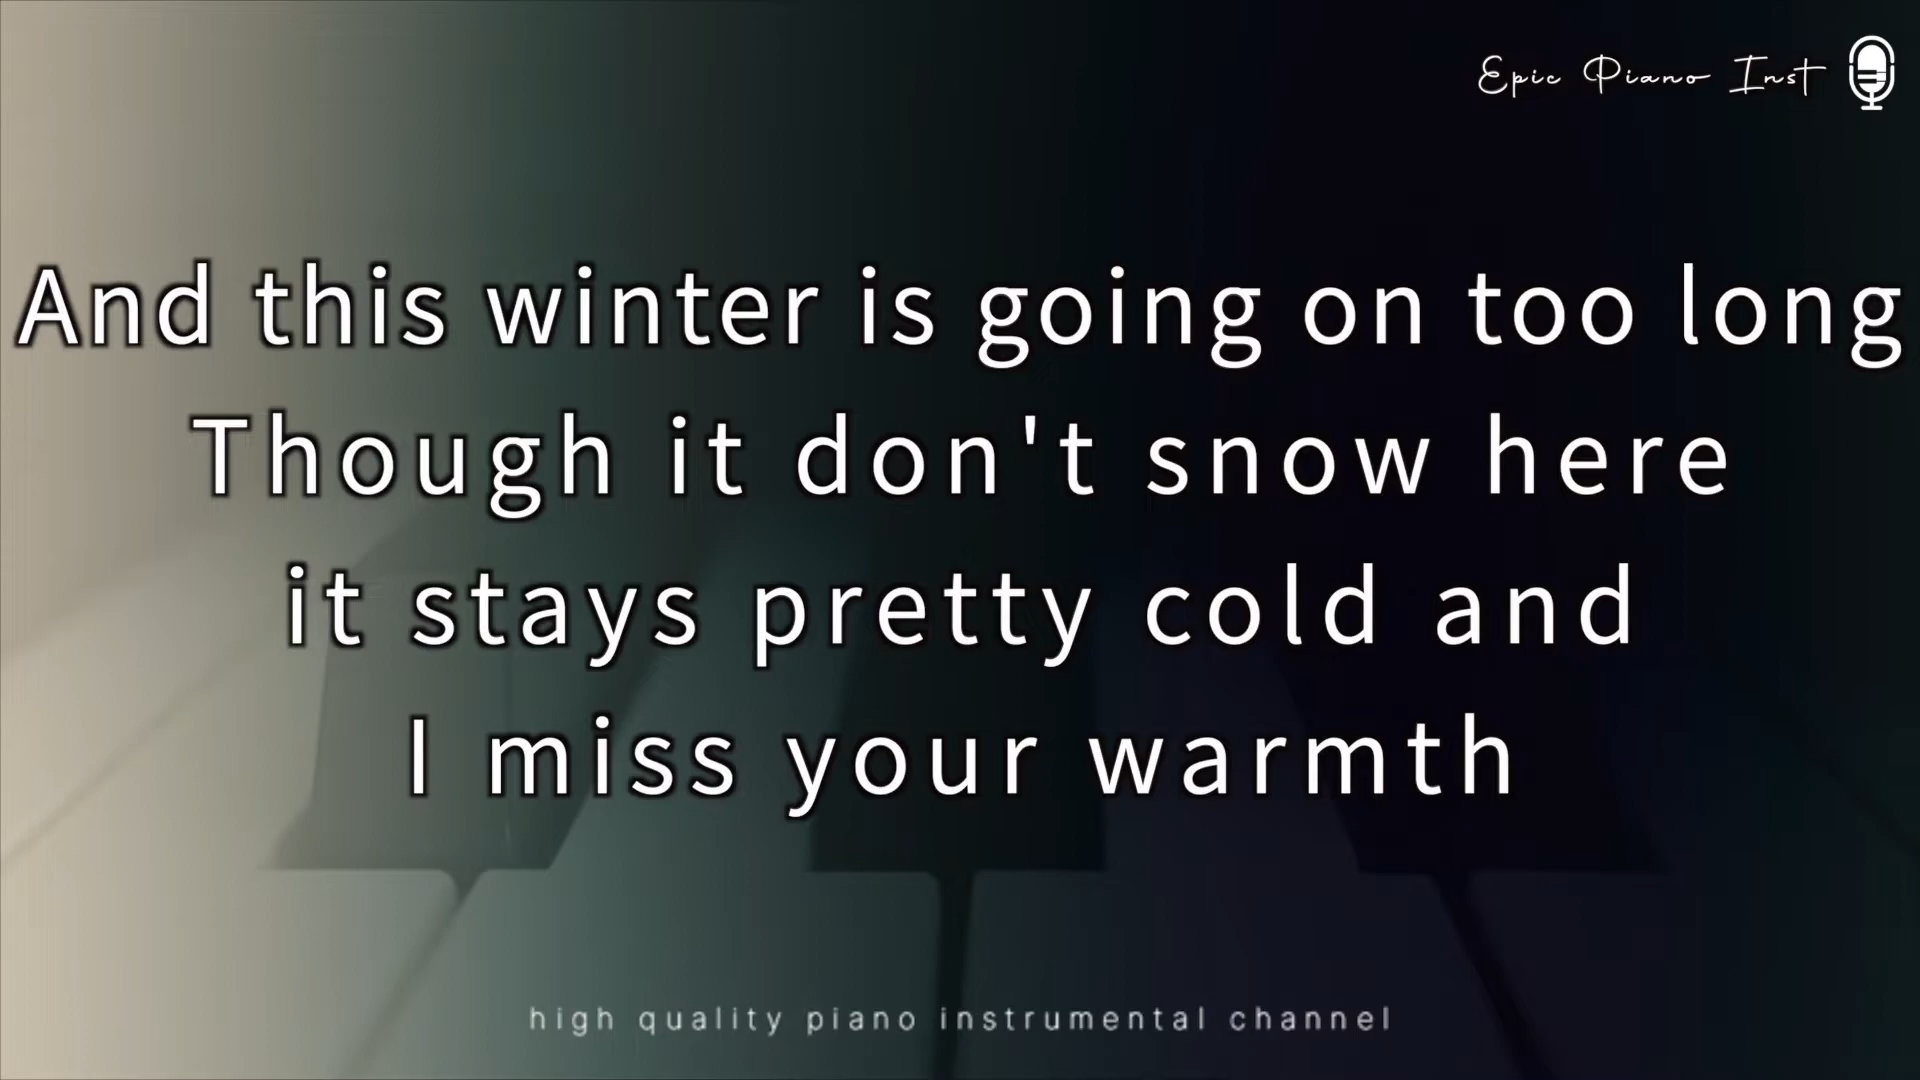 Epic Piano Inst
And this winter is going on too long
Though it don't snow here
it stays pretty cold and
I miss your warmth
high quality piano instrumental channel